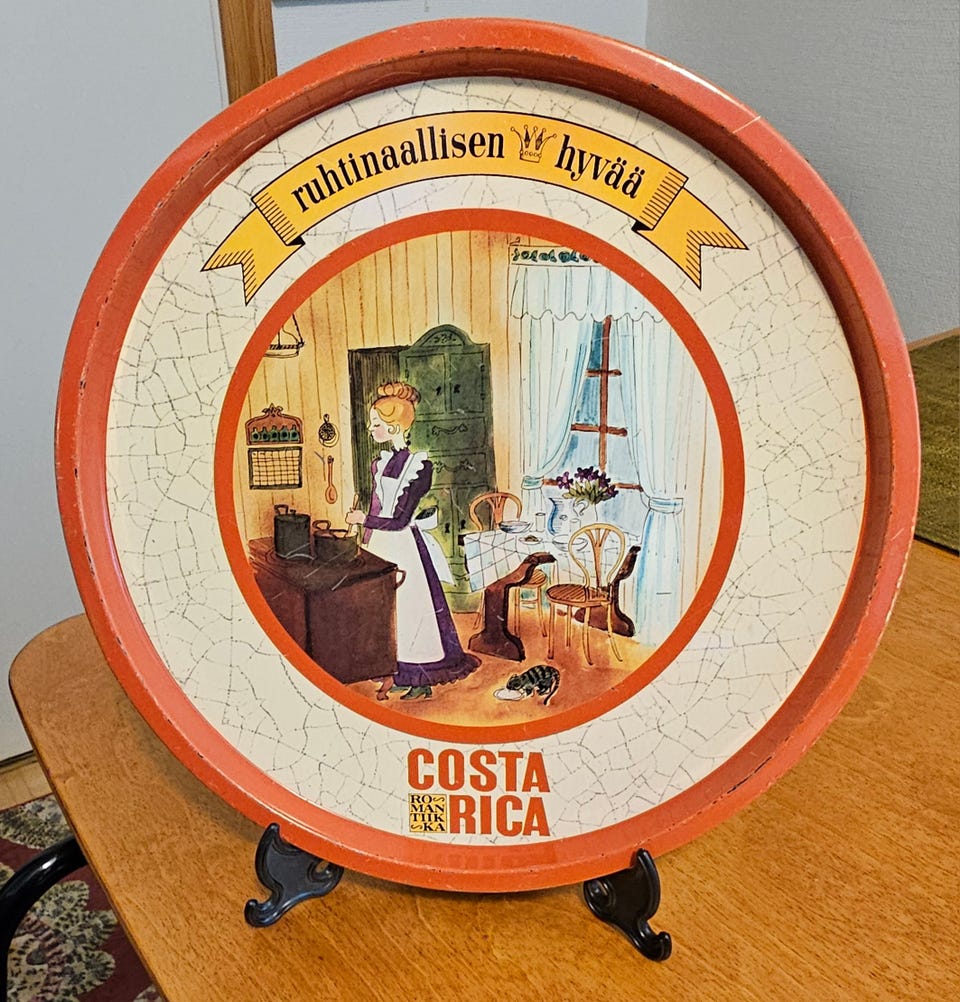 ruhtinaallisen hyvää
COSTA
RICA
RO
MAN
TIIK
KA